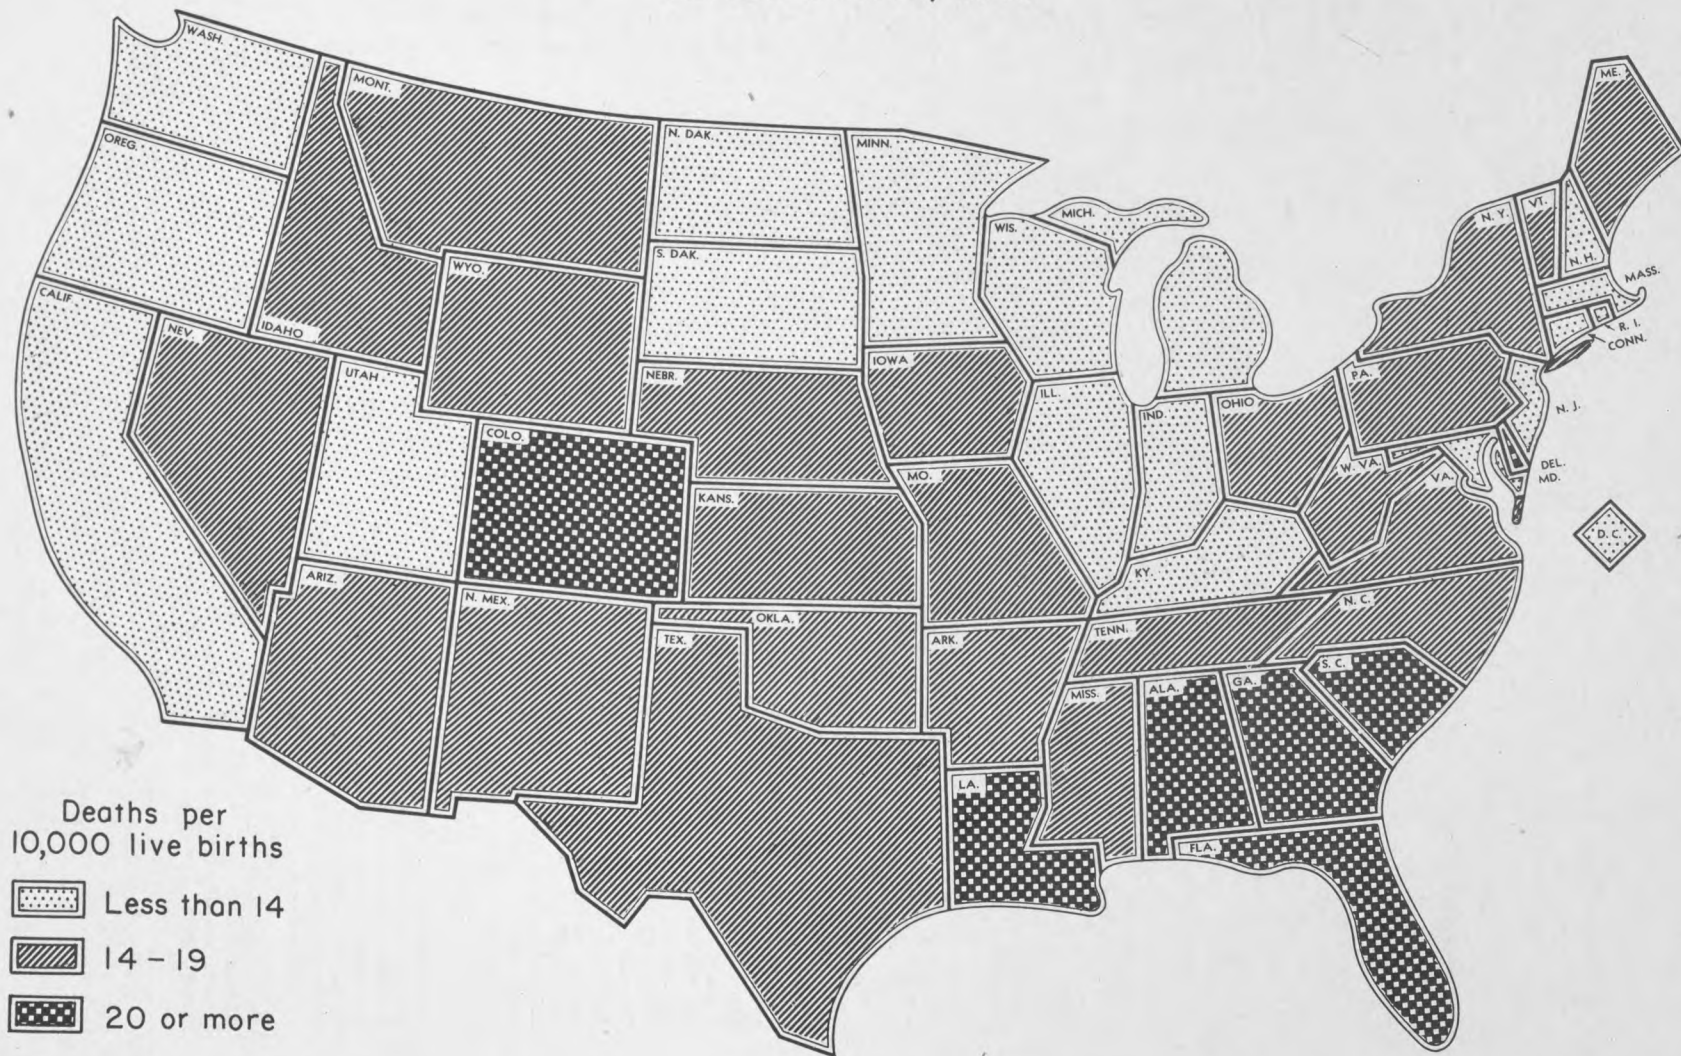 WASH.
OREG.
CALIF.
MONT.
IDAHO
NEV.
WYO.
UTAH
COLO.
ARIZ.
N. MEX.
N. DAK.
S. DAK.
NEBR.
KANS.
OKLA.
TEX.
MINN.
IOWA
MO.
ARK.
LA.
WIS.
MICH.
ILL.
IND.
OHIO
KY.
TENN.
MISS.
ALA.
GA.
FLA.
S. C.
N. C.
VA.
W. VA.
PA.
N. Y.
VT.
ME.
N. H.
MASS.
R. I.
CONN.
N. J.
DEL.
MD.
D. C.
Deaths per
10,000 live births
Less than 14
14 – 19
20 or more